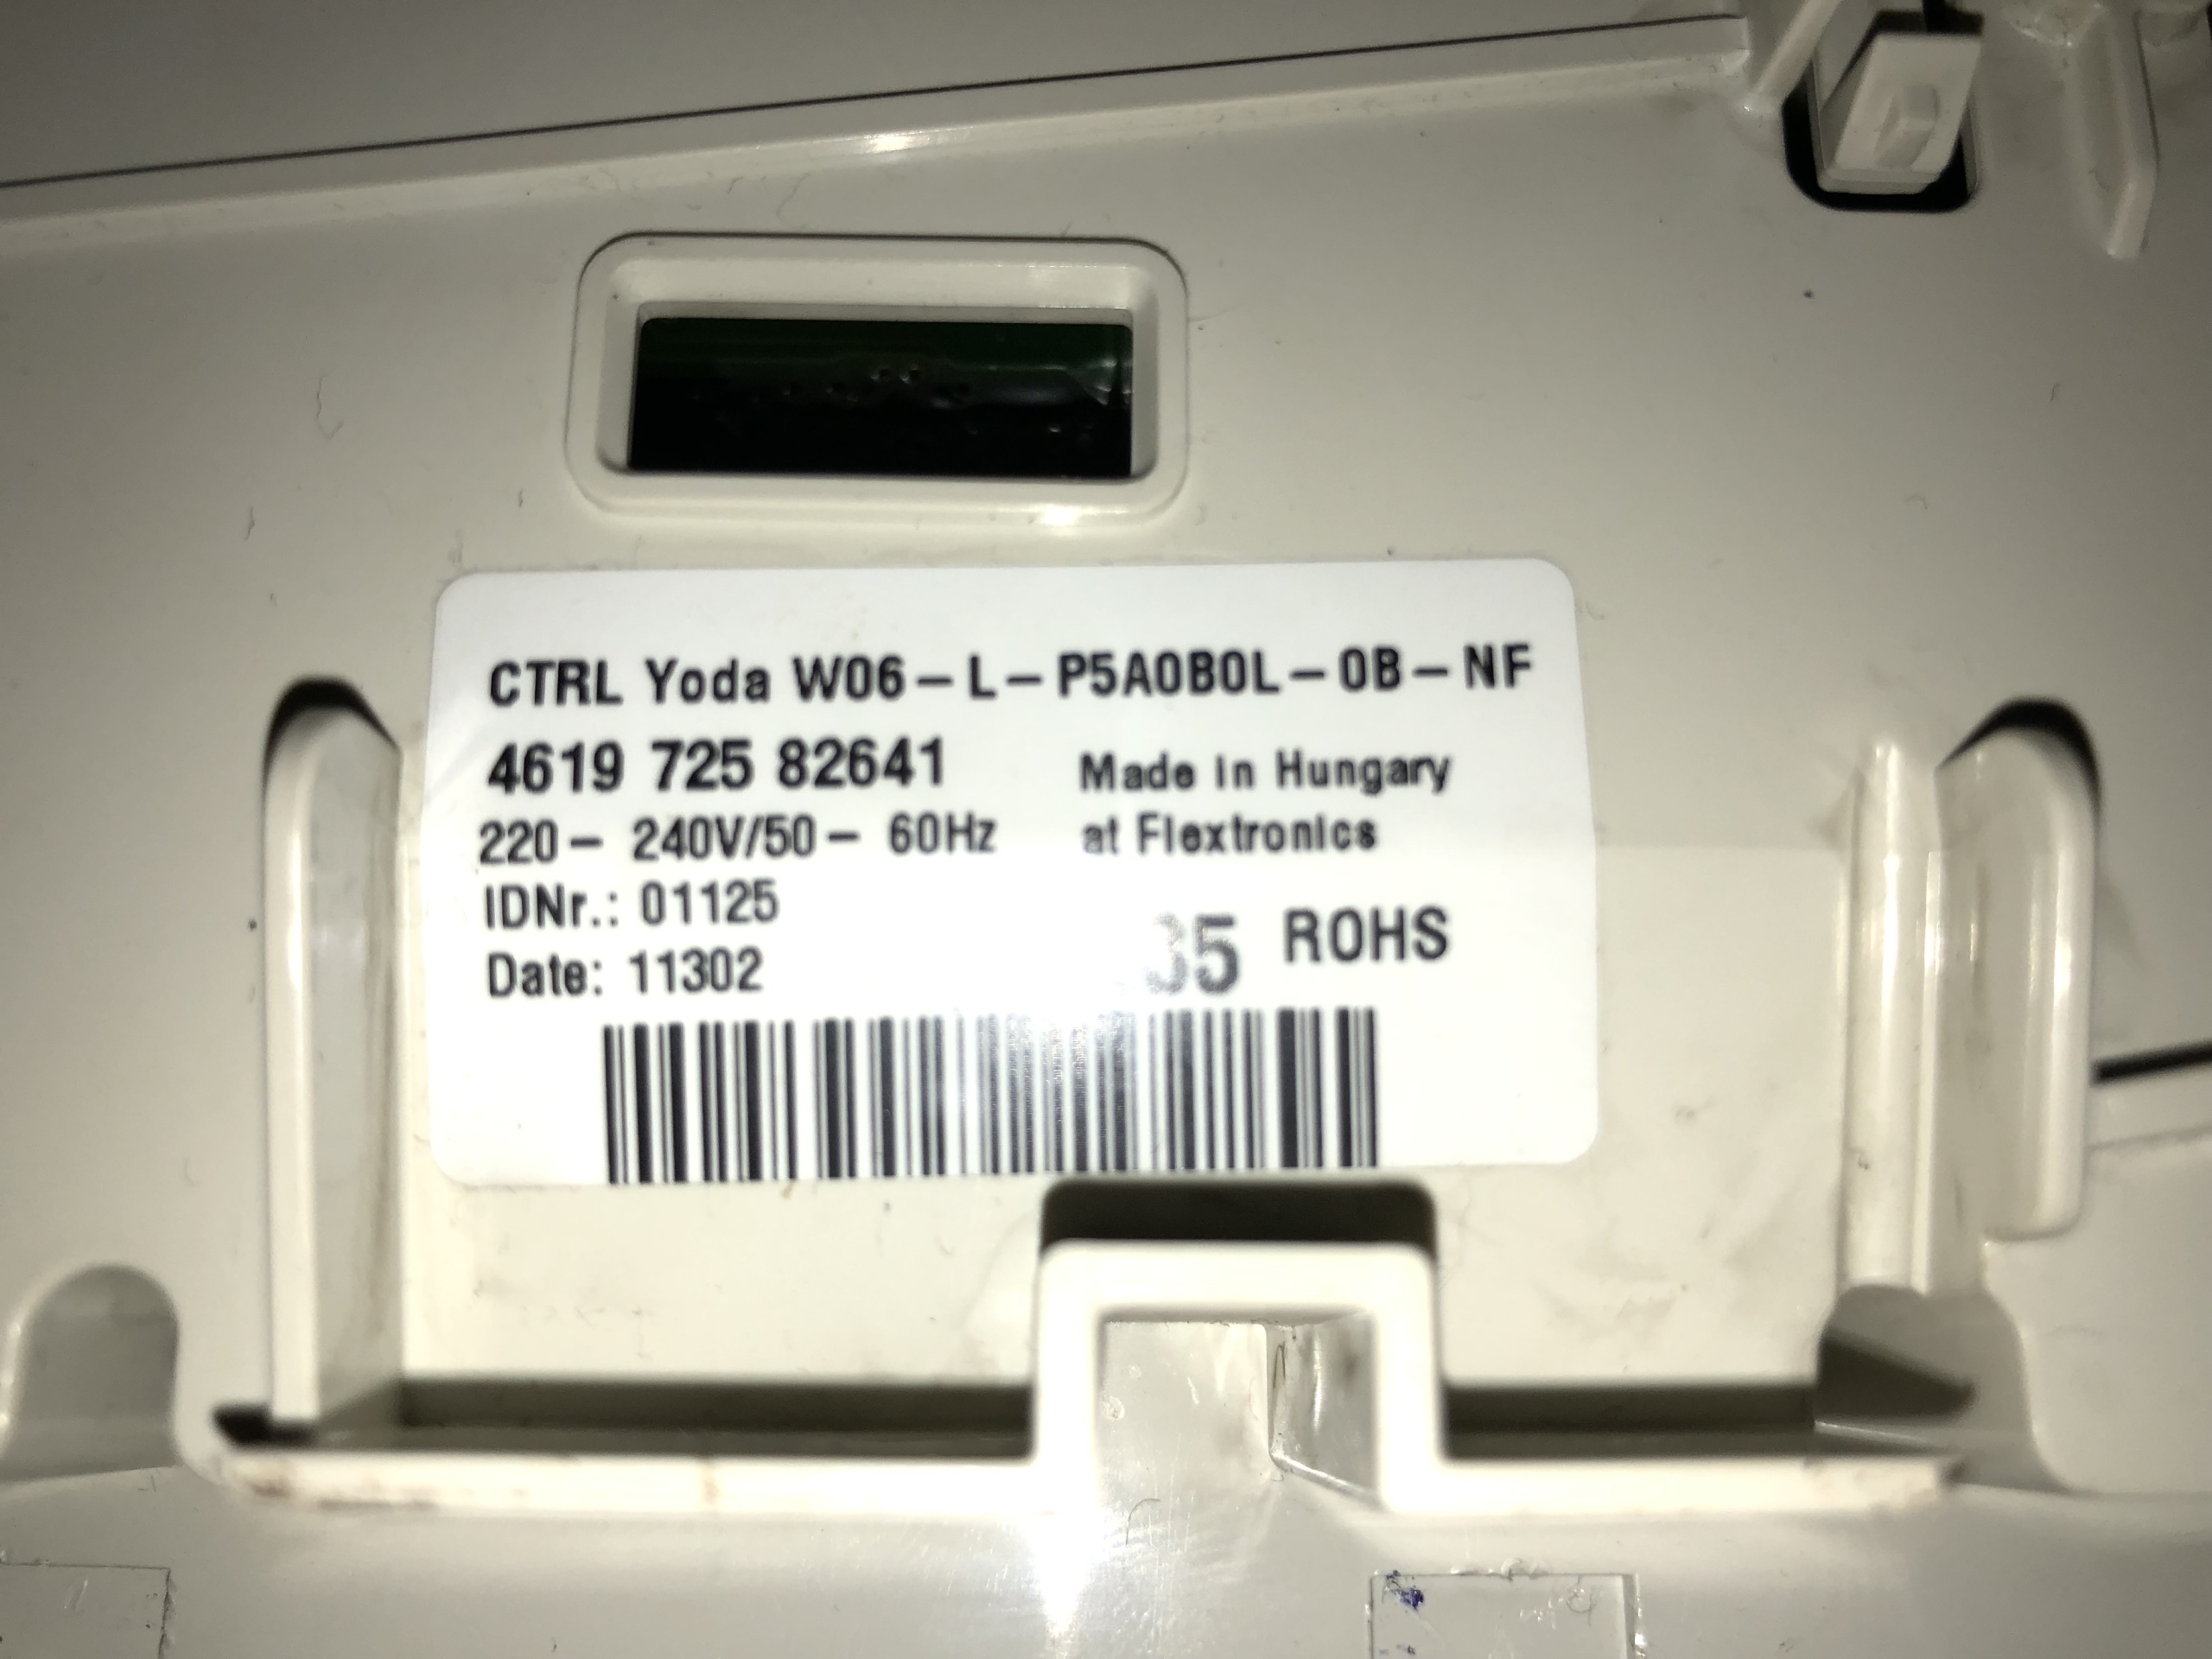 CTRL Yoda W06-L-P5A0B0L-0B-NF
4619 725 82641
Made in Hungary
220- 240V/50- 60Hz
at Flextronics
IDNr.: 01125
35 ROHS
Date: 11302